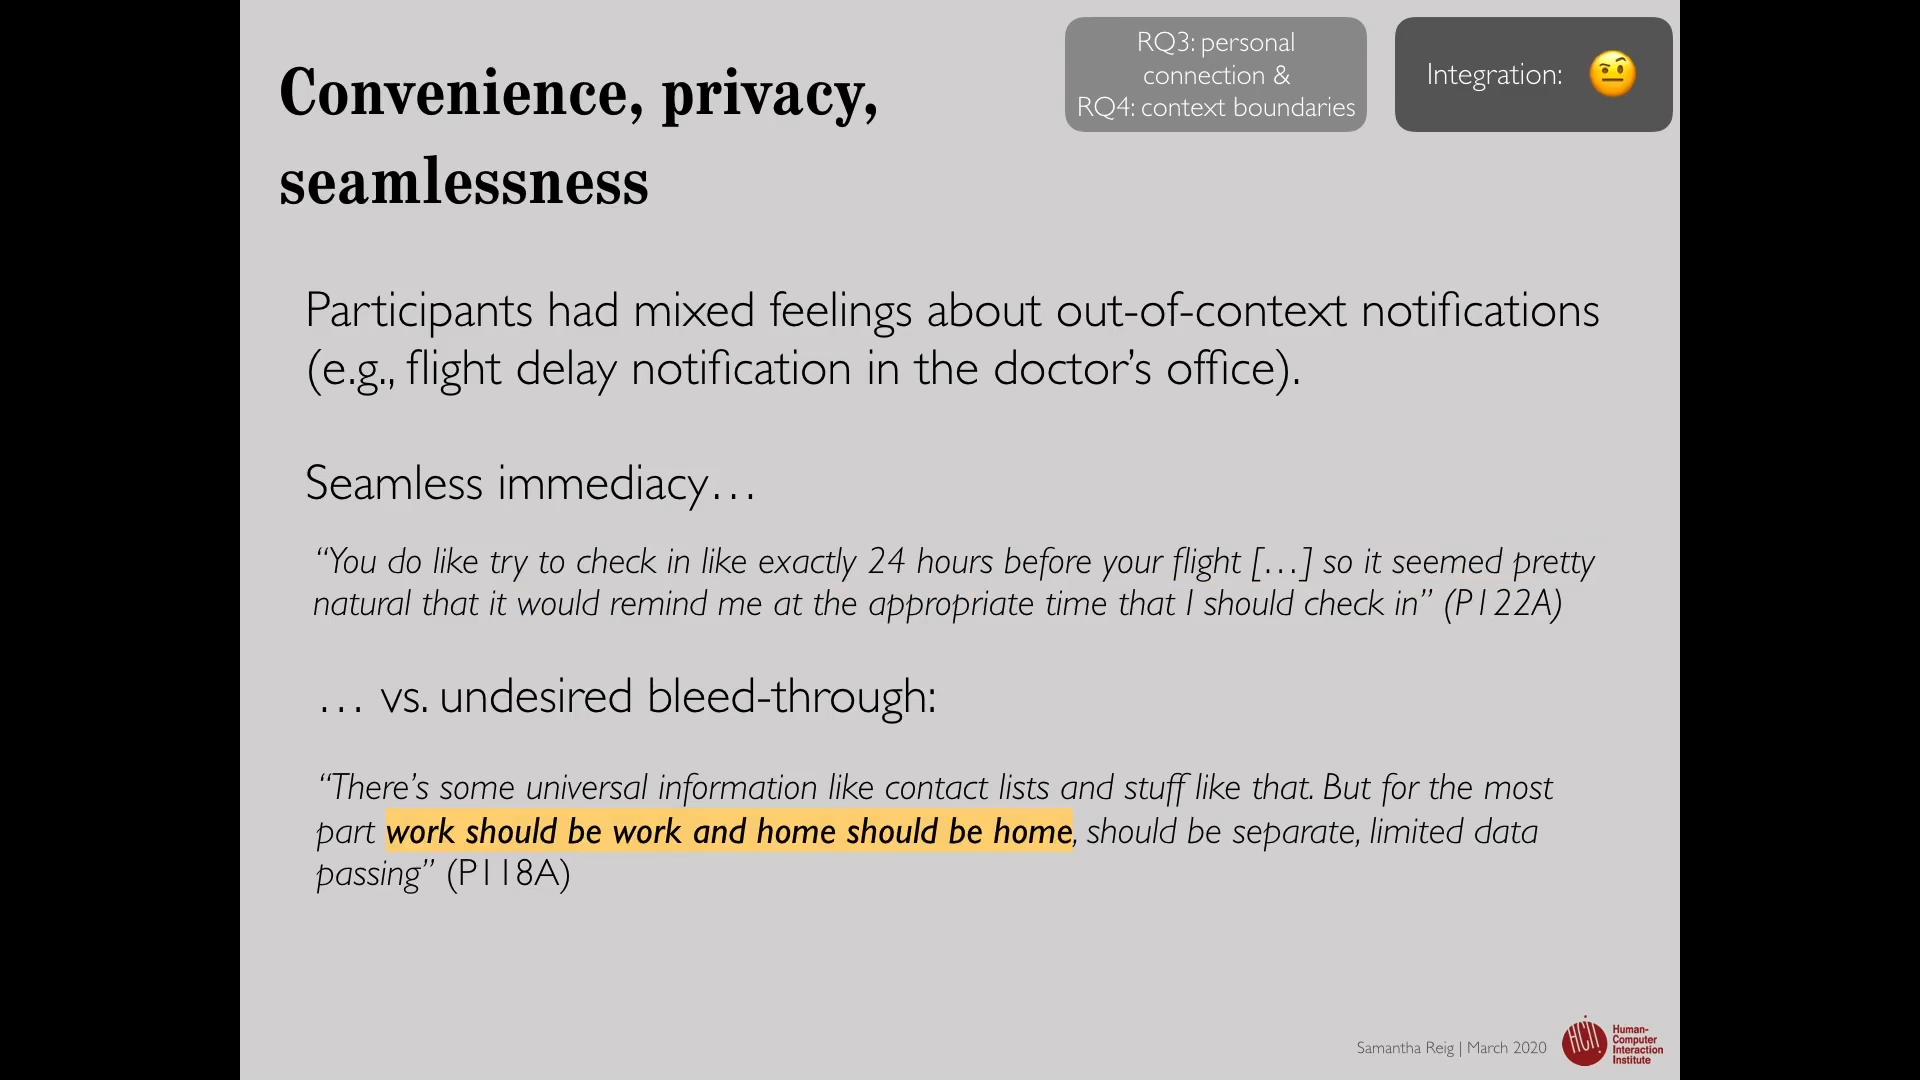 Convenience, privacy,
seamlessness
RQ3: personal
connection &
RQ4: context boundaries
Integration: 🤨
Participants had mixed feelings about out-of-context notifications
(e.g., flight delay notification in the doctor’s office).
Seamless immediacy…
“You do like try to check in like exactly 24 hours before your flight […] so it seemed pretty
natural that it would remind me at the appropriate time that I should check in” (P122A)
… vs. undesired bleed-through:
“There’s some universal information like contact lists and stuff like that. But for the most
part work should be work and home should be home, should be separate, limited data
passing” (P118A)
Samantha Reig | March 2020
HCII
Human-
Computer
Interaction
Institute